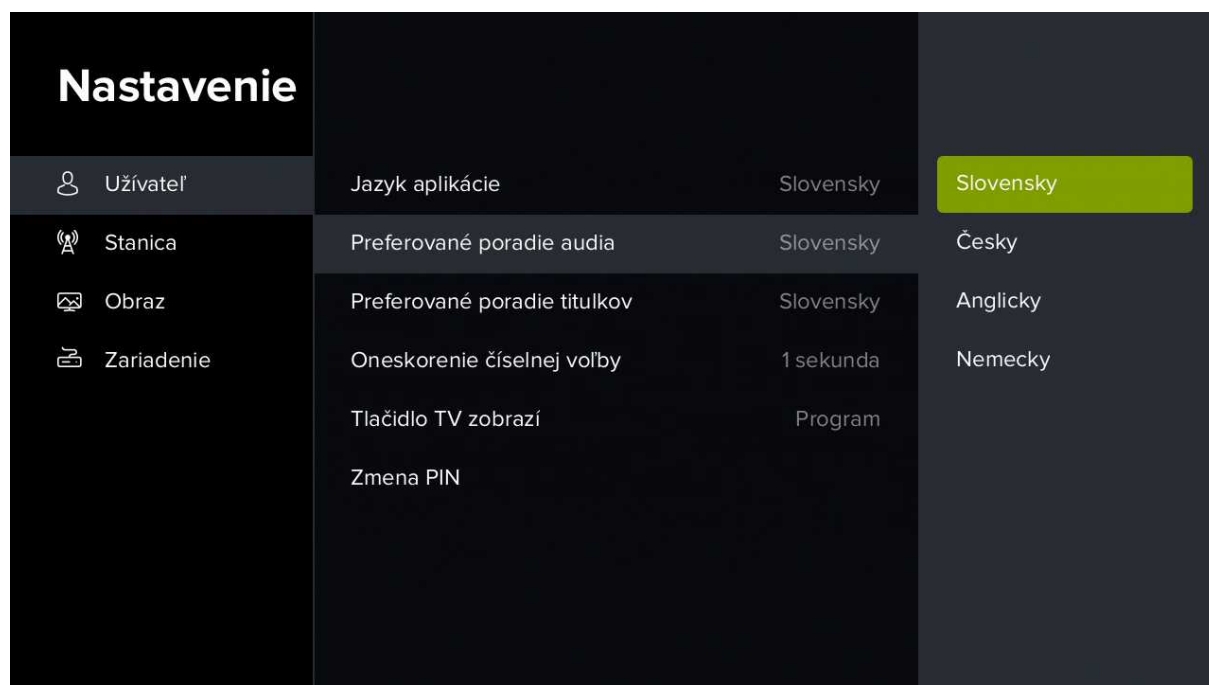 Nastavenie
Užívateľ
Stanica
Obraz
Zariadenie
Jazyk aplikácie Slovensky
Preferované poradie audia Slovensky
Preferované poradie titulkov Slovensky
Oneskorenie číselnej voľby 1 sekunda
Tlačidlo TV zobrazí Program
Zmena PIN
Slovensky
Česky
Anglicky
Nemecky